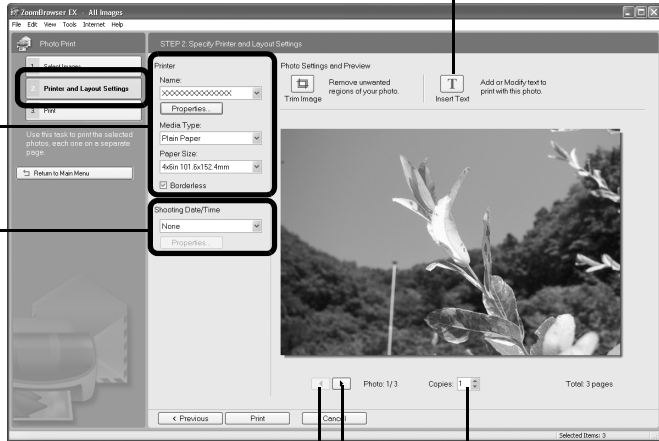 ZoomBrowser EX - All Images
File Edit View Tools Internet Help
Photo Print
1. Select Images
2. Printer and Layout Settings
3. Print
Use this task to print the selected
photos, each one on a separate
page.
Return to Main Menu
STEP 2: Specify Printer and Layout Settings
Printer
Name:
XXXXXXXXXXXXX
Properties...
Media Type:
Plain Paper
Paper Size:
4x6in 101.6x152.4mm
Borderless
Shooting Date/Time
None
Properties...
Photo Settings and Preview
Trim Image
Remove unwanted
regions of your photo.
T
Insert Text
Add or Modify text to
print with this photo.
Photo: 1/3
Copies: 1
Total: 3 pages
< Previous
Print
Cancel
Selected Items: 3